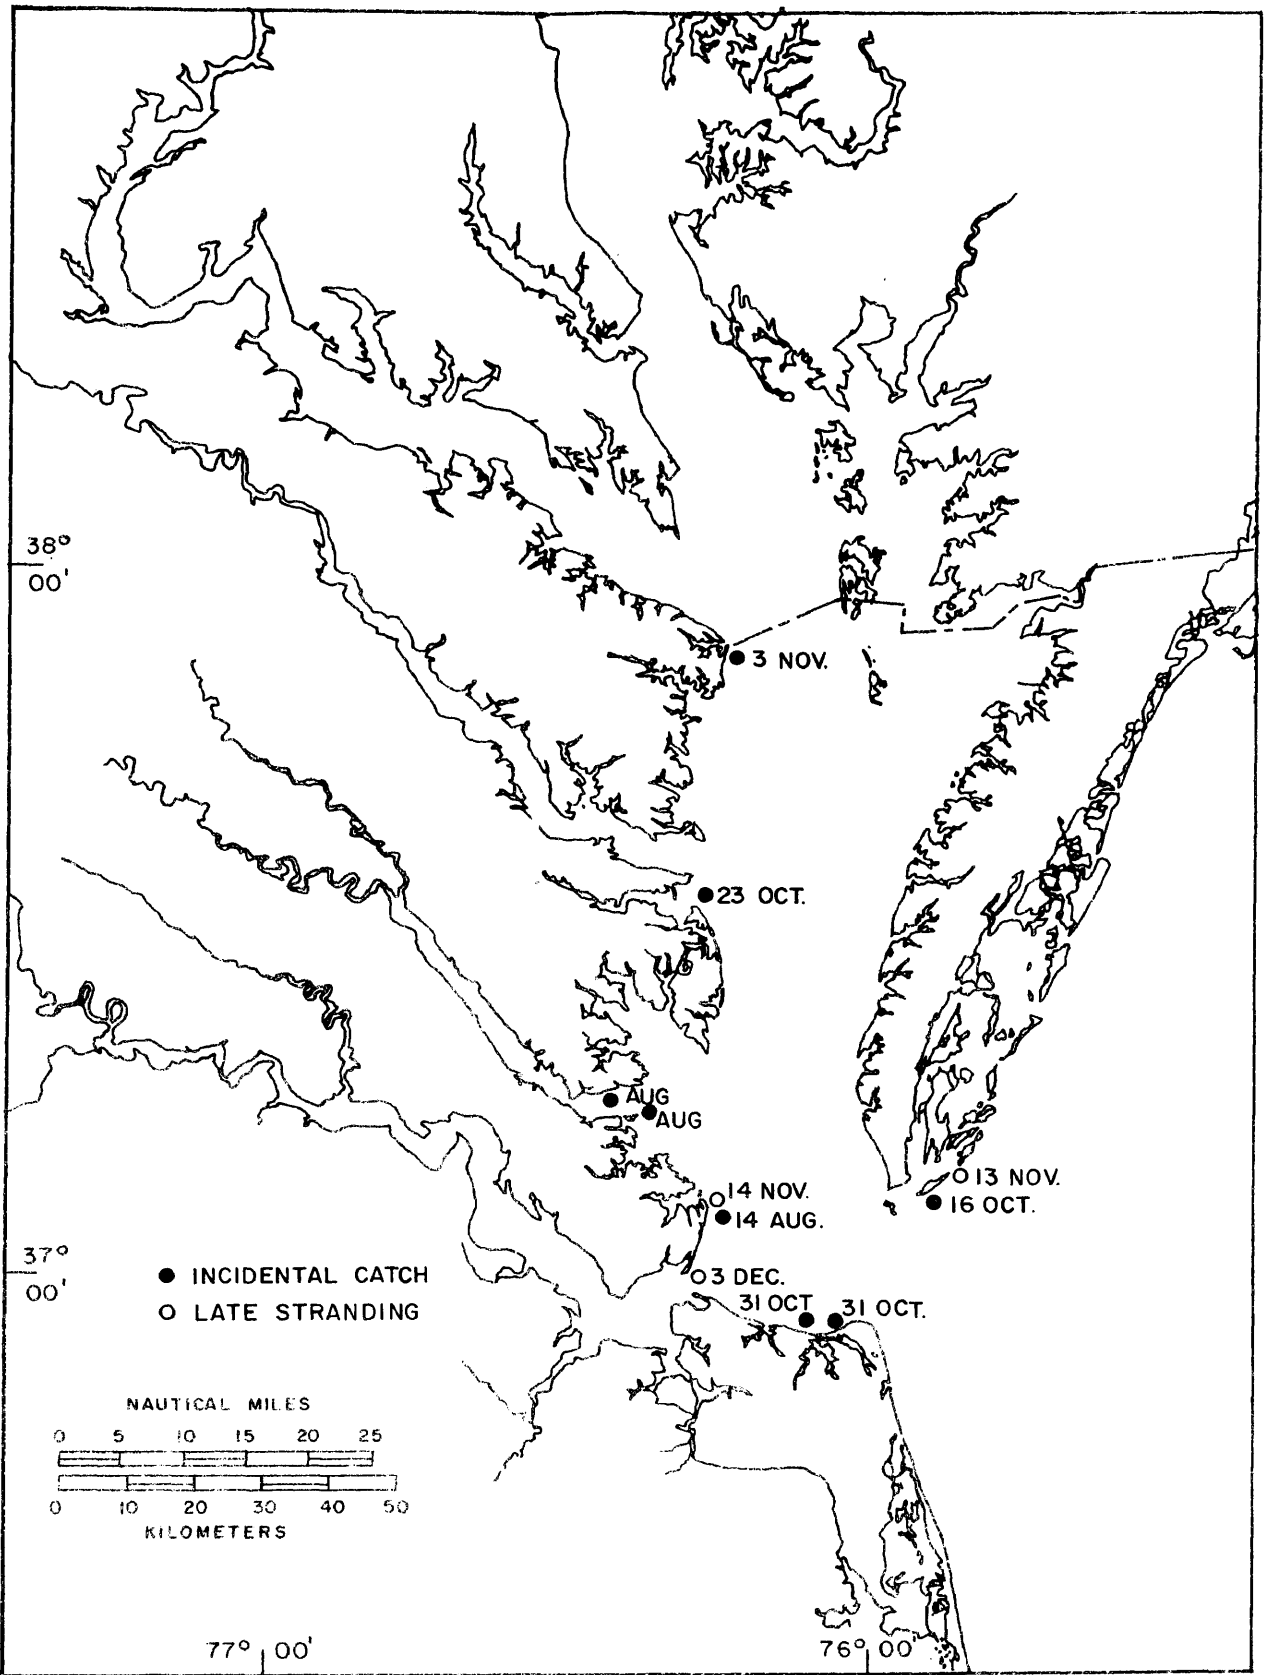 38°
00'
3 NOV.
23 OCT.
AUG
AUG
13 NOV.
14 NOV.
16 OCT.
14 AUG.
37°
00'
INCIDENTAL CATCH
3 DEC.
LATE STRANDING
31 OCT
31 OCT.
NAUTICAL MILES
0 5 10 15 20 25
0 10 20 30 40 50
KILOMETERS
77° 00'
76° 00'